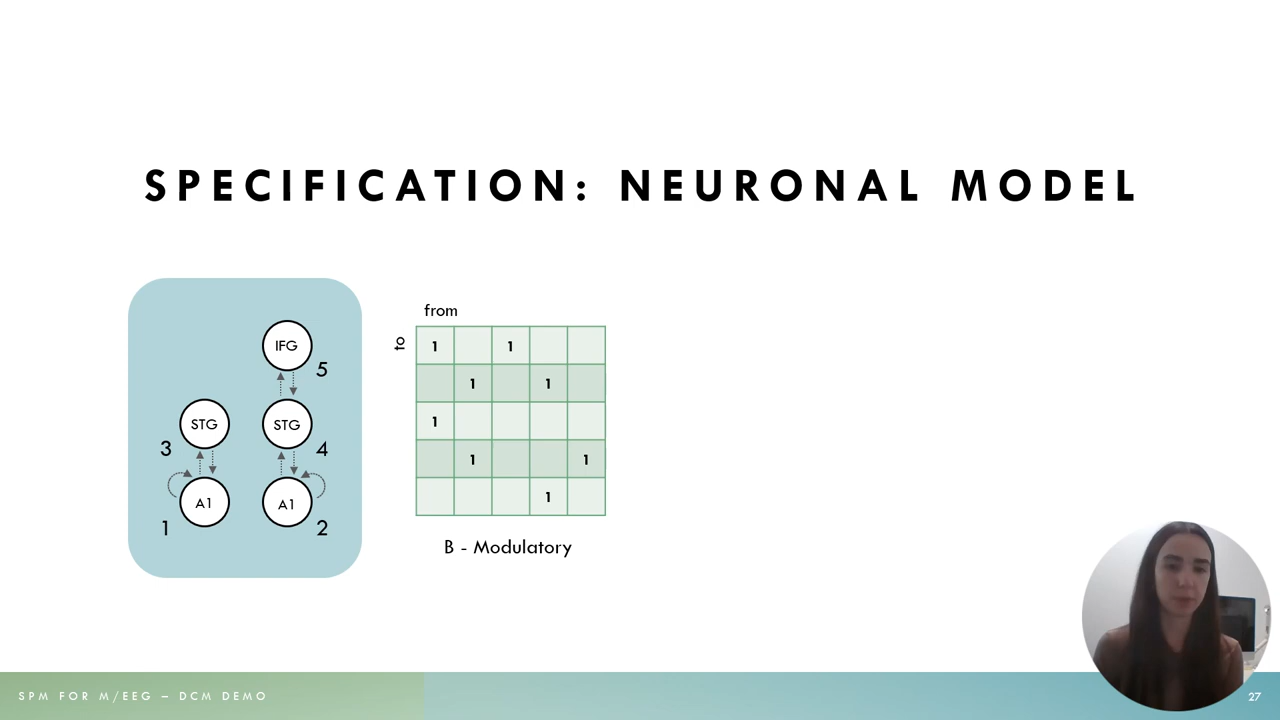 SPECIFICATION: NEURONAL MODEL
IFG
5
STG
STG
3
4
A1
A1
1
2
from
to
1 1
1 1
1
1 1
1
B - Modulatory
SPM FOR M/EEG – DCM DEMO
27